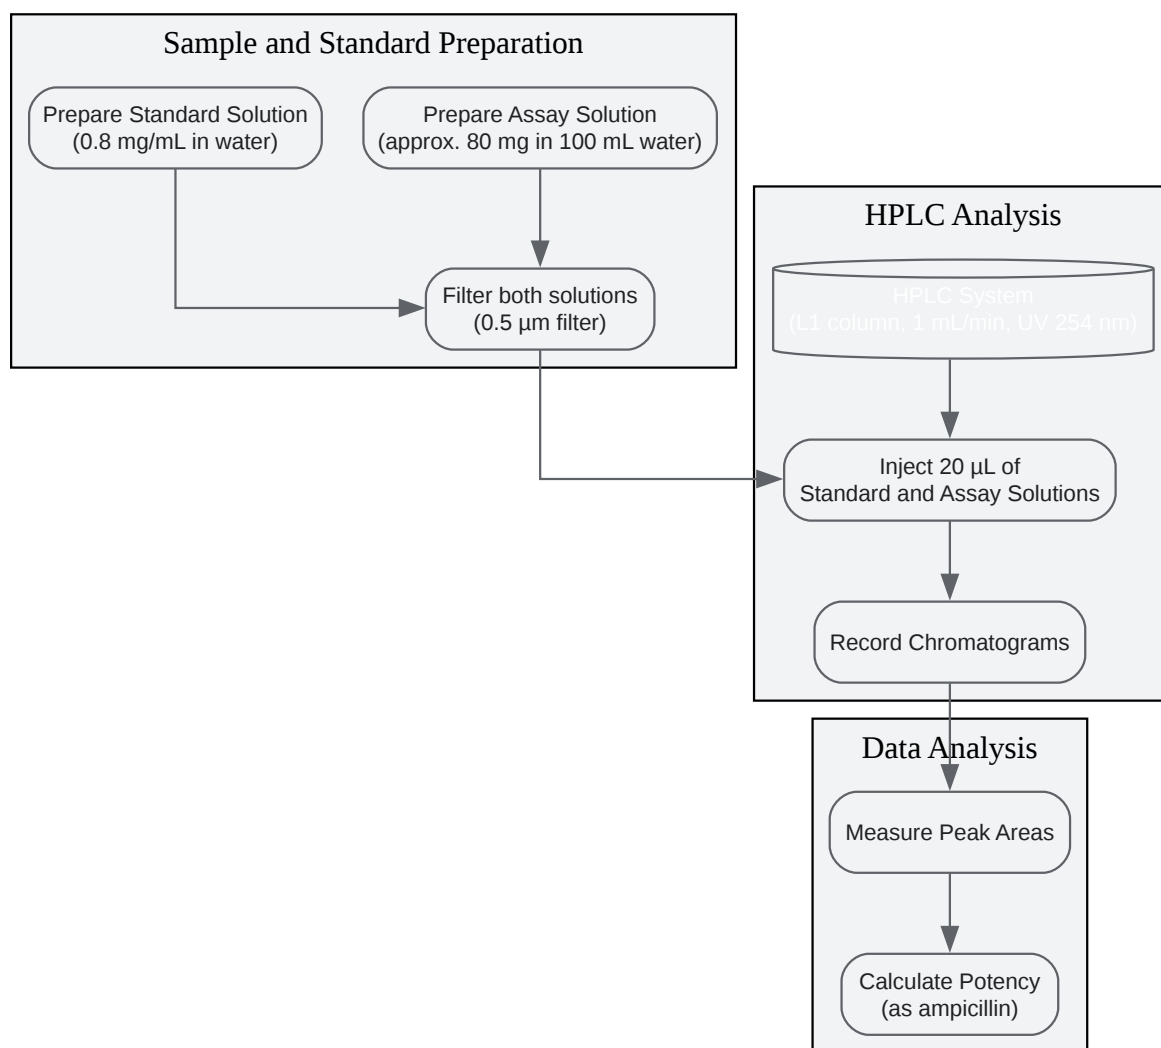 Sample and Standard Preparation
Prepare Standard Solution
(0.8 mg/mL in water)
Prepare Assay Solution
(approx. 80 mg in 100 mL water)
Filter both solutions
(0.5 µm filter)
HPLC Analysis
HPLC System
(L1 column, 1 mL/min, UV 254 nm)
Inject 20 µL of
Standard and Assay Solutions
Record Chromatograms
Data Analysis
Measure Peak Areas
Calculate Potency
(as ampicillin)